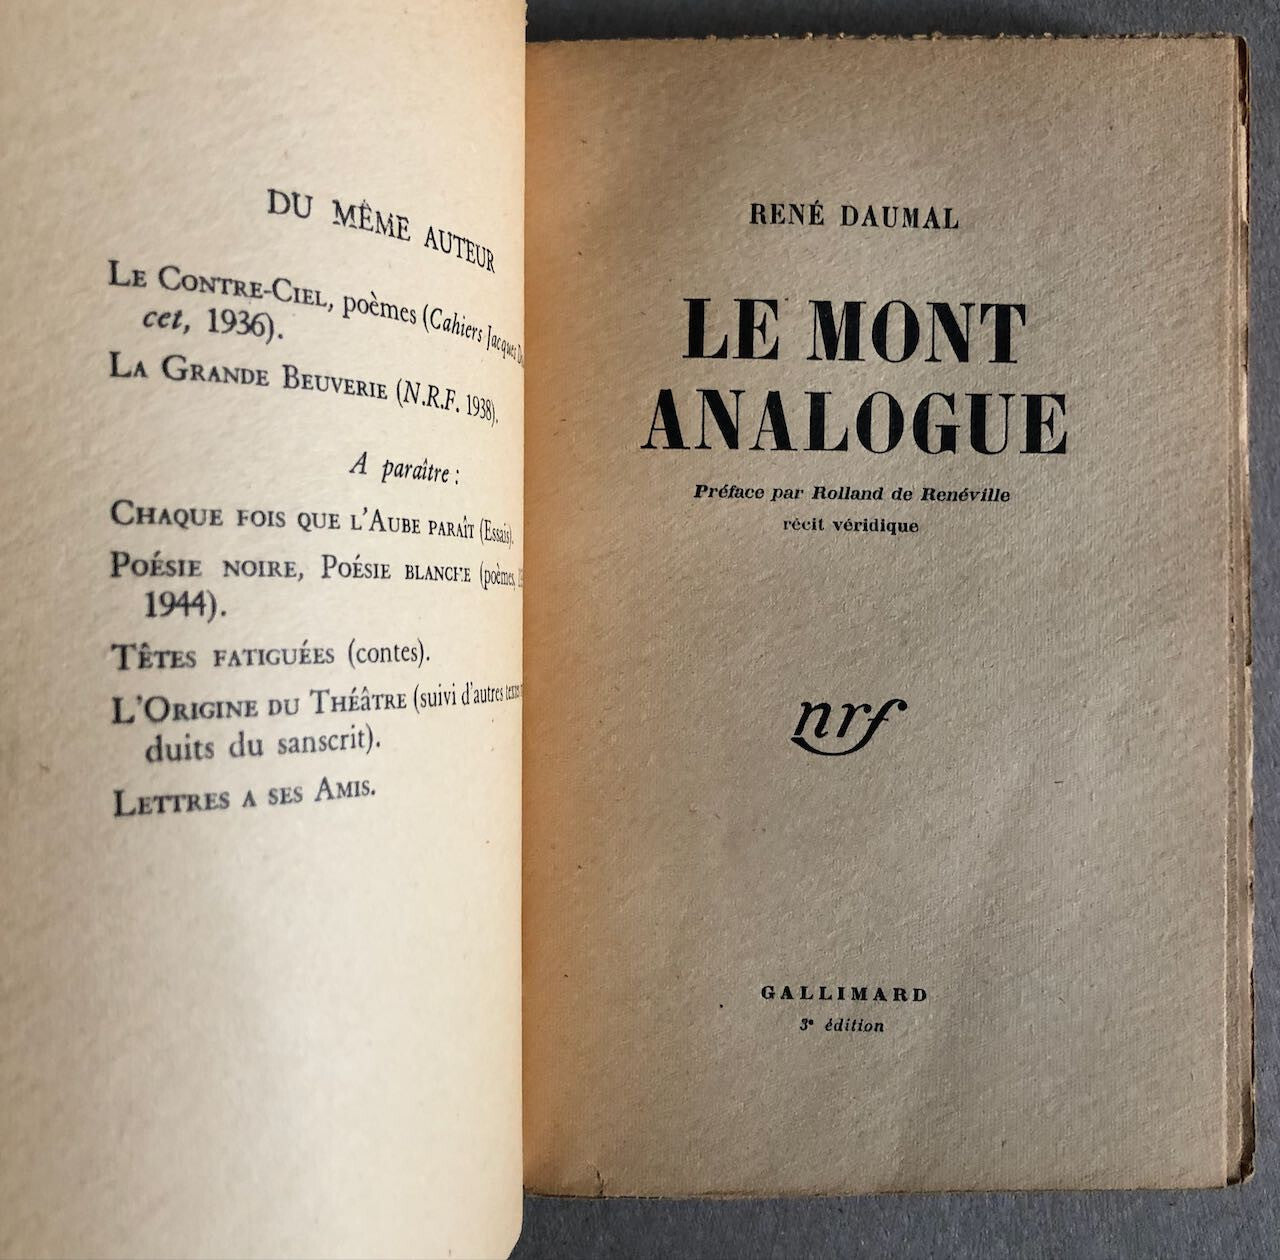 DU MÊME AUTEUR
LE CONTRE-CIEL, poèmes (Cahiers Jacques
cet, 1936).
LA GRANDE BEUVERIE (N.R.F. 1938).
A paraître :
CHAQUE FOIS QUE L'AUBE PARAÎT (Essais).
POÉSIE NOIRE, POÉSIE BLANCHE (poèmes,
1944).
TÊTES FATIGUÉES (contes).
L'ORIGINE DU THÉÂTRE (suivi d'autres
duits du sanscrit).
LETTRES A SES AMIS.
RENÉ DAUMAL
LE MONT
ANALOGUE
Préface par Rolland de Renéville
récit véridique
nrf
GALLIMARD
3e édition